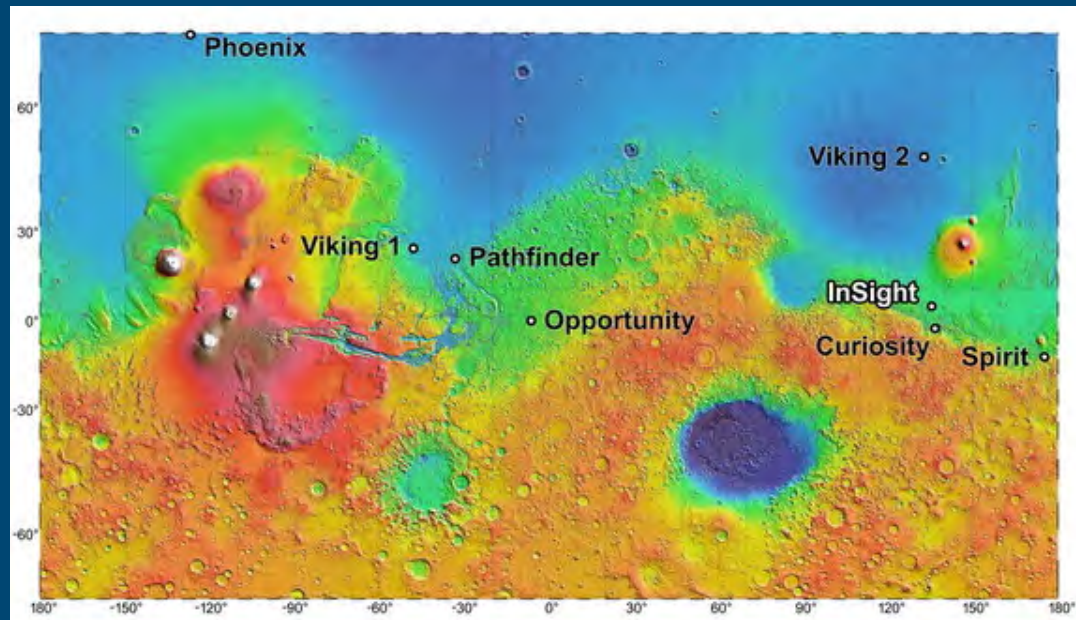 Phoenix
60°
Viking 2
30°
Viking 1
Pathfinder
InSight
0°
Opportunity
Curiosity
Spirit
-30°
-60°
180° -150° -120° -90° -60° -30° 0° 30° 60° 90° 120° 150° 180°